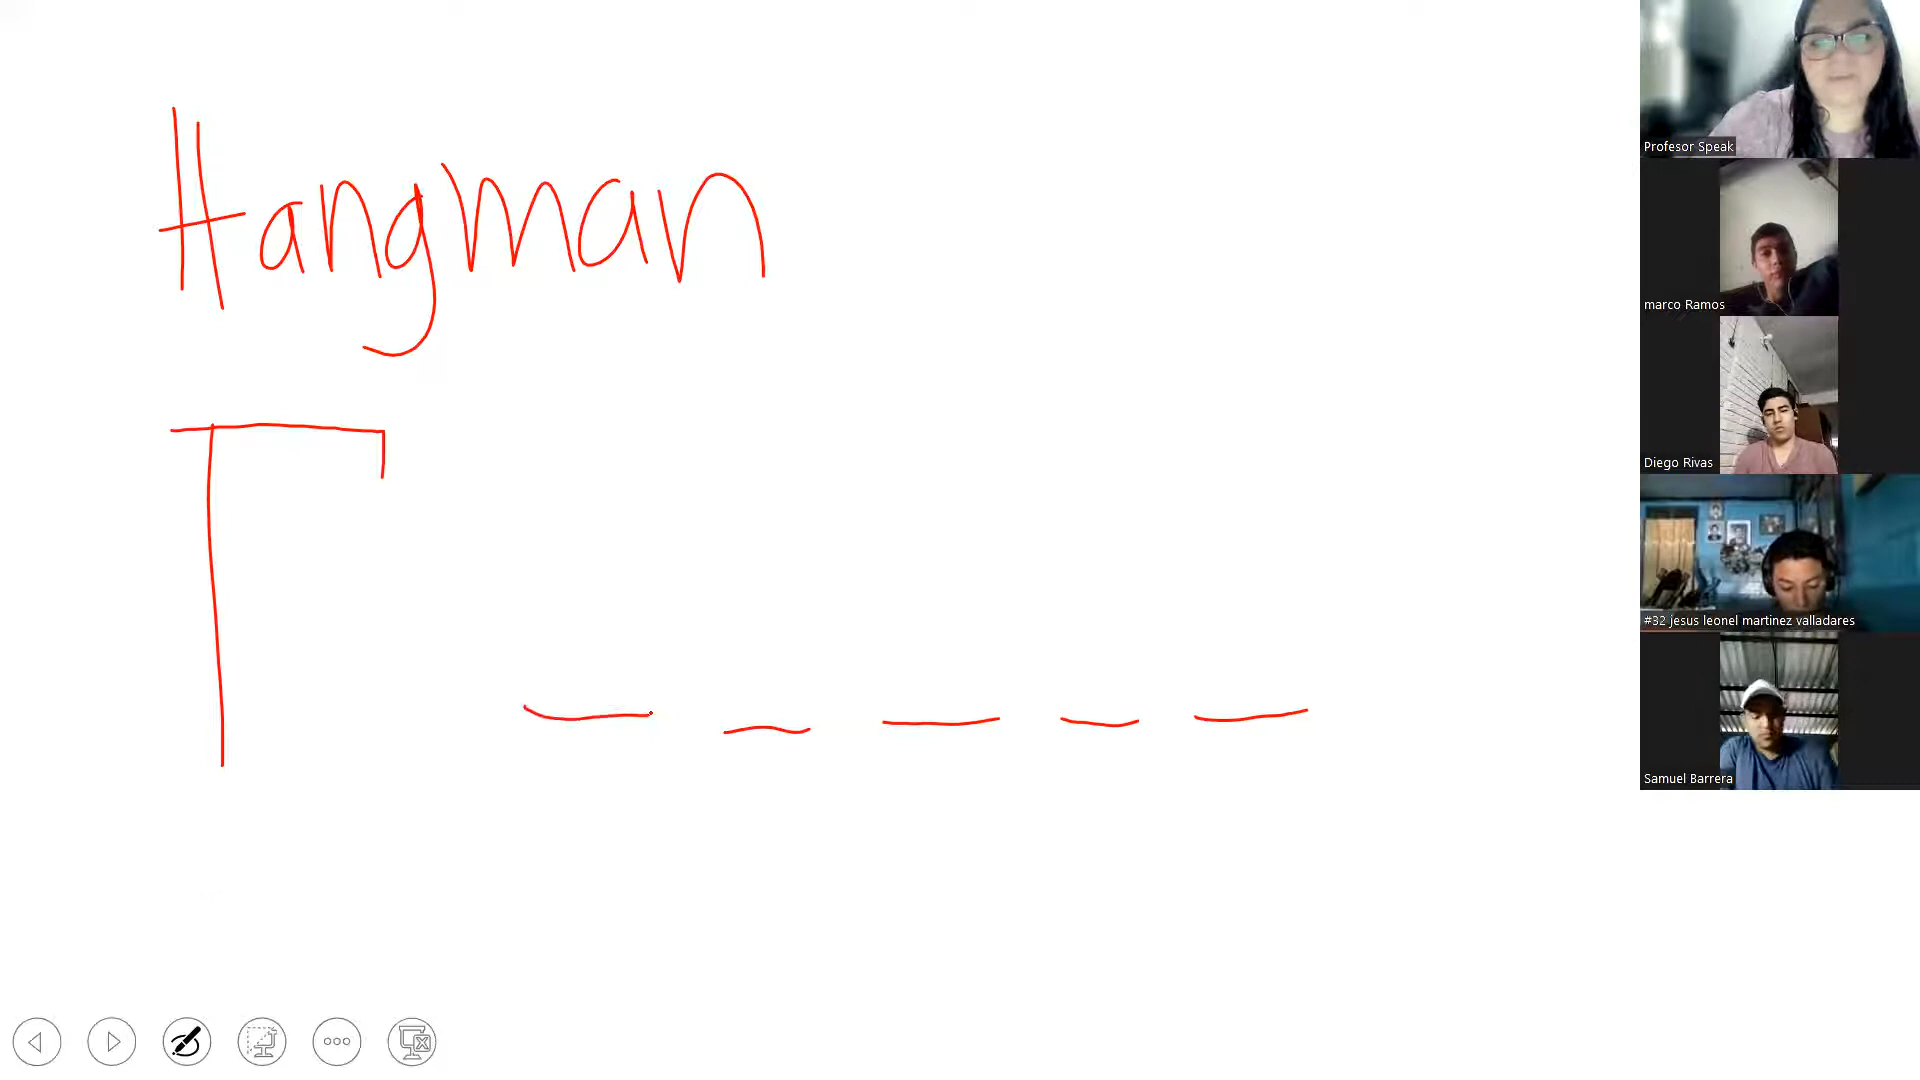 Hangman
Profesor Speak
marco Ramos
Diego Rivas
#32 jesus leonel martinez valladares
Samuel Barrera